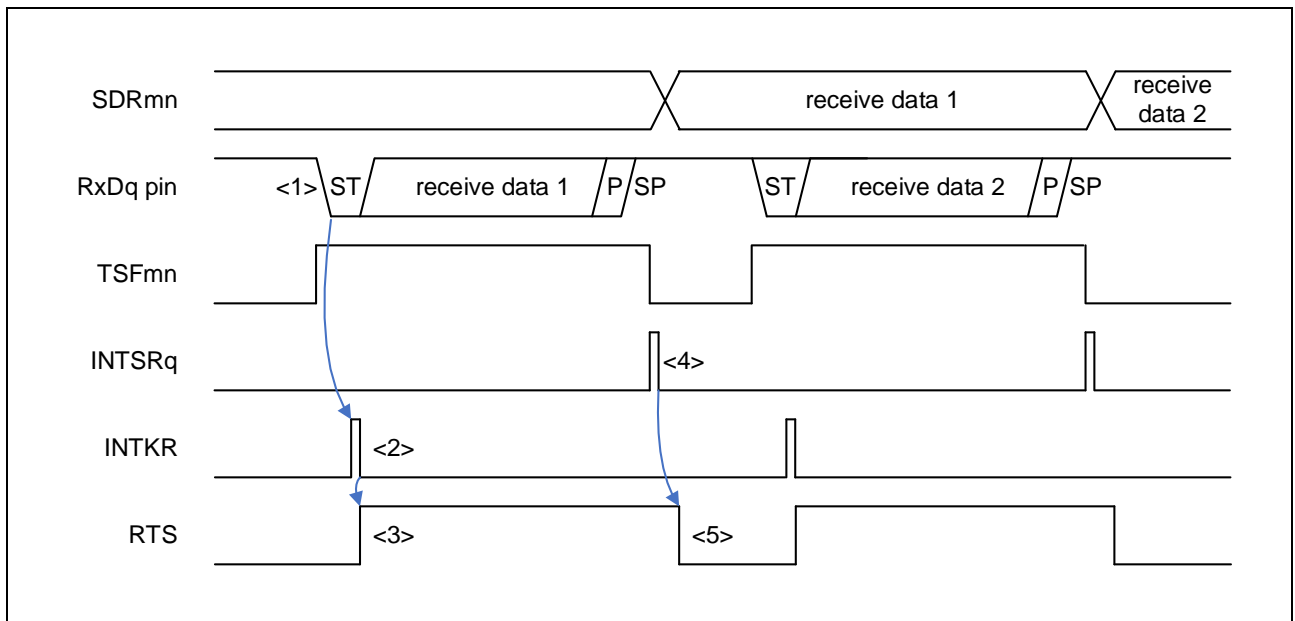 SDRmn
receive data 1
receive
data 2
RxDq pin
<1> ST receive data 1 P SP ST receive data 2 P SP
TSFmn
INTSRq
<4>
INTKR
<2>
RTS
<3>
<5>